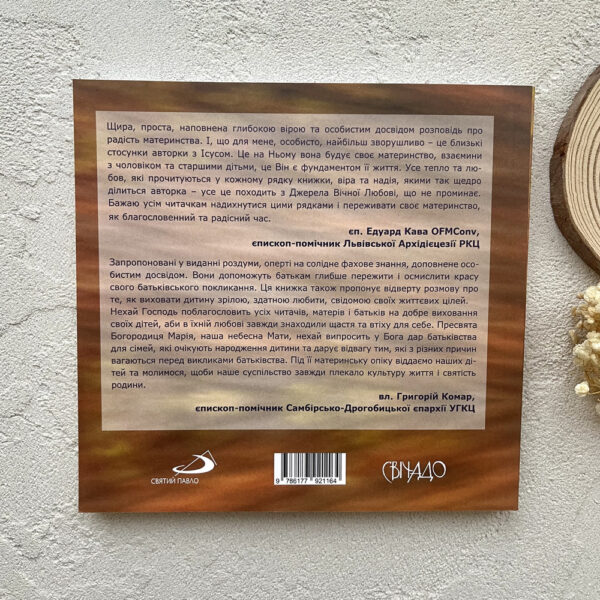 Щира, проста, наповнена глибокою вірою та особистим досвідом розповідь про
радість материнства. І, що для мене, особисто, найбільш зворушливо – це близькі
стосунки авторки з Ісусом. Це на Ньому вона будує своє материнство, взаємини
з чоловіком та старшими дітьми, це Він є фундаментом її життя. Усе тепло та лю-
бов, які прочитуються у кожному рядку книжки, віра та надія, якими так щедро
ділиться авторка – усе це походить з Джерела Вічної Любові, що не проминає.
Бажаю усім читачкам надихнутися цими рядками і переживати своє материнство,
як благословенний та радісний час.
єп. Едуард Кава OFMConv,
єпископ-помічник Львівської Архідієцезії РКЦ
Запропоновані у виданні роздуми, оперті на солідне фахове знання, доповнене осо-
бистим досвідом. Вони допоможуть батькам глибше пережити і осмислити красу
свого батьківського покликання. Ця книжка також пропонує відверту розмову про
те, як виховати дитину зрілою, здатною любити, свідомою своїх життєвих цілей.
Нехай Господь поблагословить усіх читачів, матерів і батьків на добре виховання
своїх дітей, аби в їхній любові завжди знаходили щастя та втіху для себе. Пресвята
Богородиця Марія, наша небесна Мати, нехай випросить у Бога дар батьківства
для сімей, які очікують народження дитини та дарує відвагу тим, які з різних причин
вагаються перед викликами батьківства. Під її материнську опіку віддаємо наших ді-
тей та молимося, щоби наше суспільство завжди плекало культуру життя і святість
родини.
вл. Григорій Комар,
єпископ-помічник Самбірсько-Дрогобицької єпархії УГКЦ
СВЯТИЙ ПАВЛО
9 786177 921164
СВІЧАДО